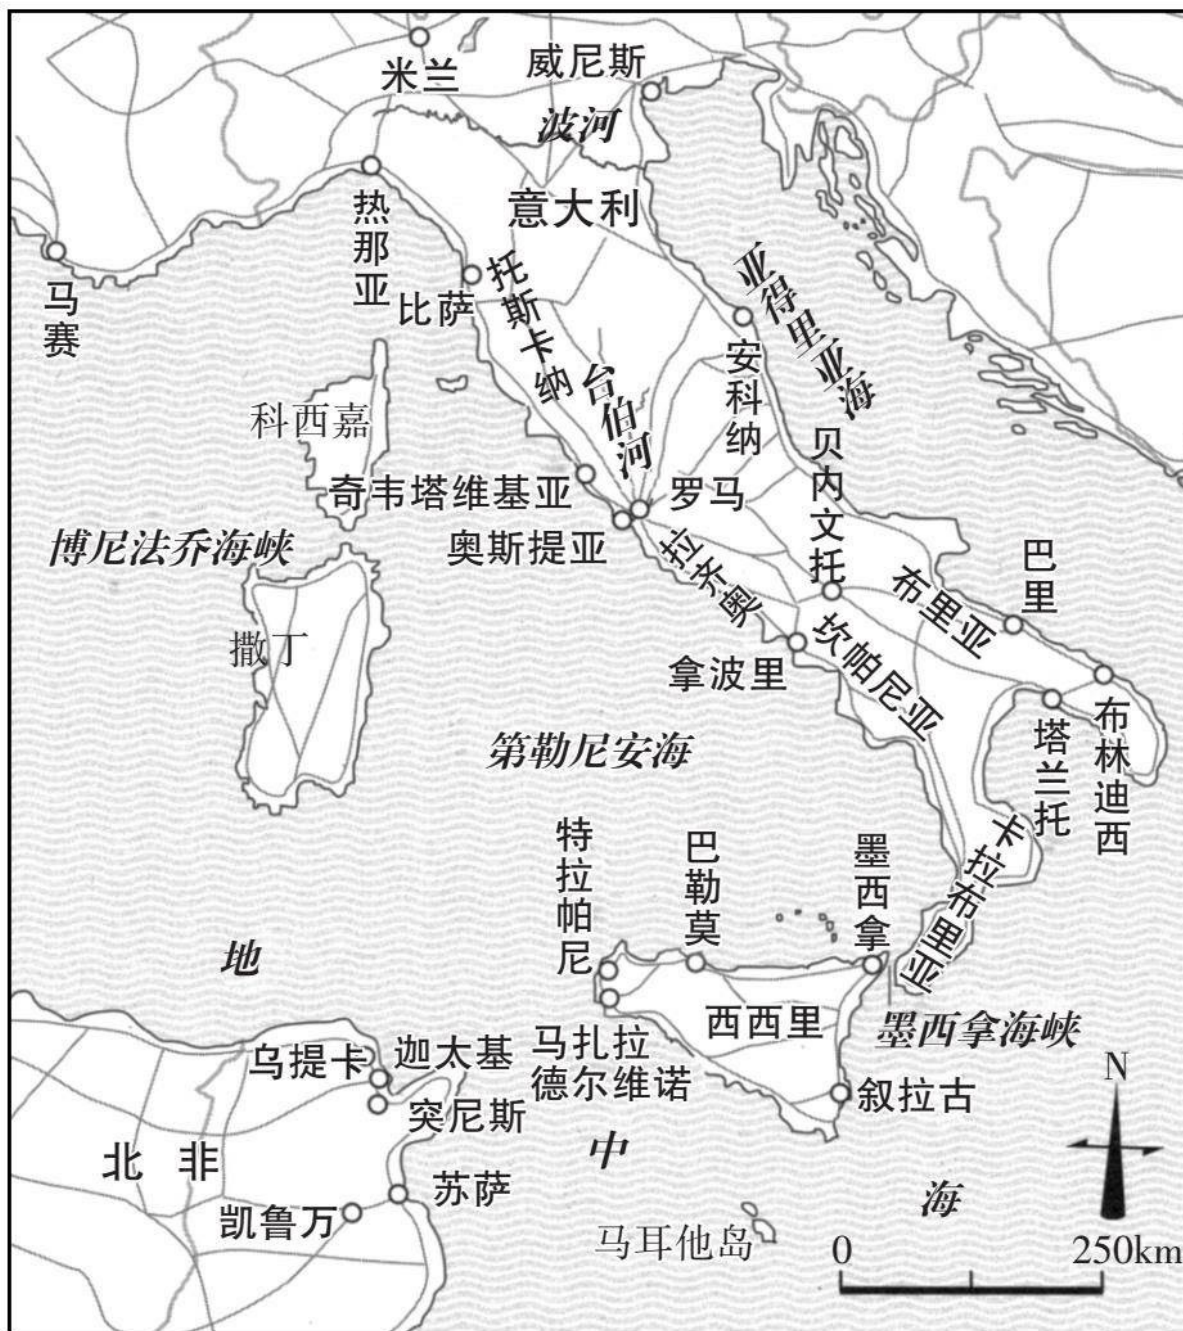 米兰
威尼斯
波河
意大利
热那亚
马赛
比萨
托斯卡纳
亚得里亚海
安科纳
台伯河
科西嘉
奇韦塔维基亚
罗马
贝内文托
博尼法乔海峡
奥斯提亚
拉齐奥
布里亚
巴里
撒丁
拿波里
坎帕尼亚
第勒尼安海
塔兰托
布林迪西
特拉帕尼
巴勒莫
墨西拿
卡拉布里亚
地
西西里
墨西拿海峡
乌提卡
迦太基
马扎拉
德尔维诺
叙拉古
N
突尼斯
中
北非
苏萨
海
凯鲁万
马耳他岛
0
250km